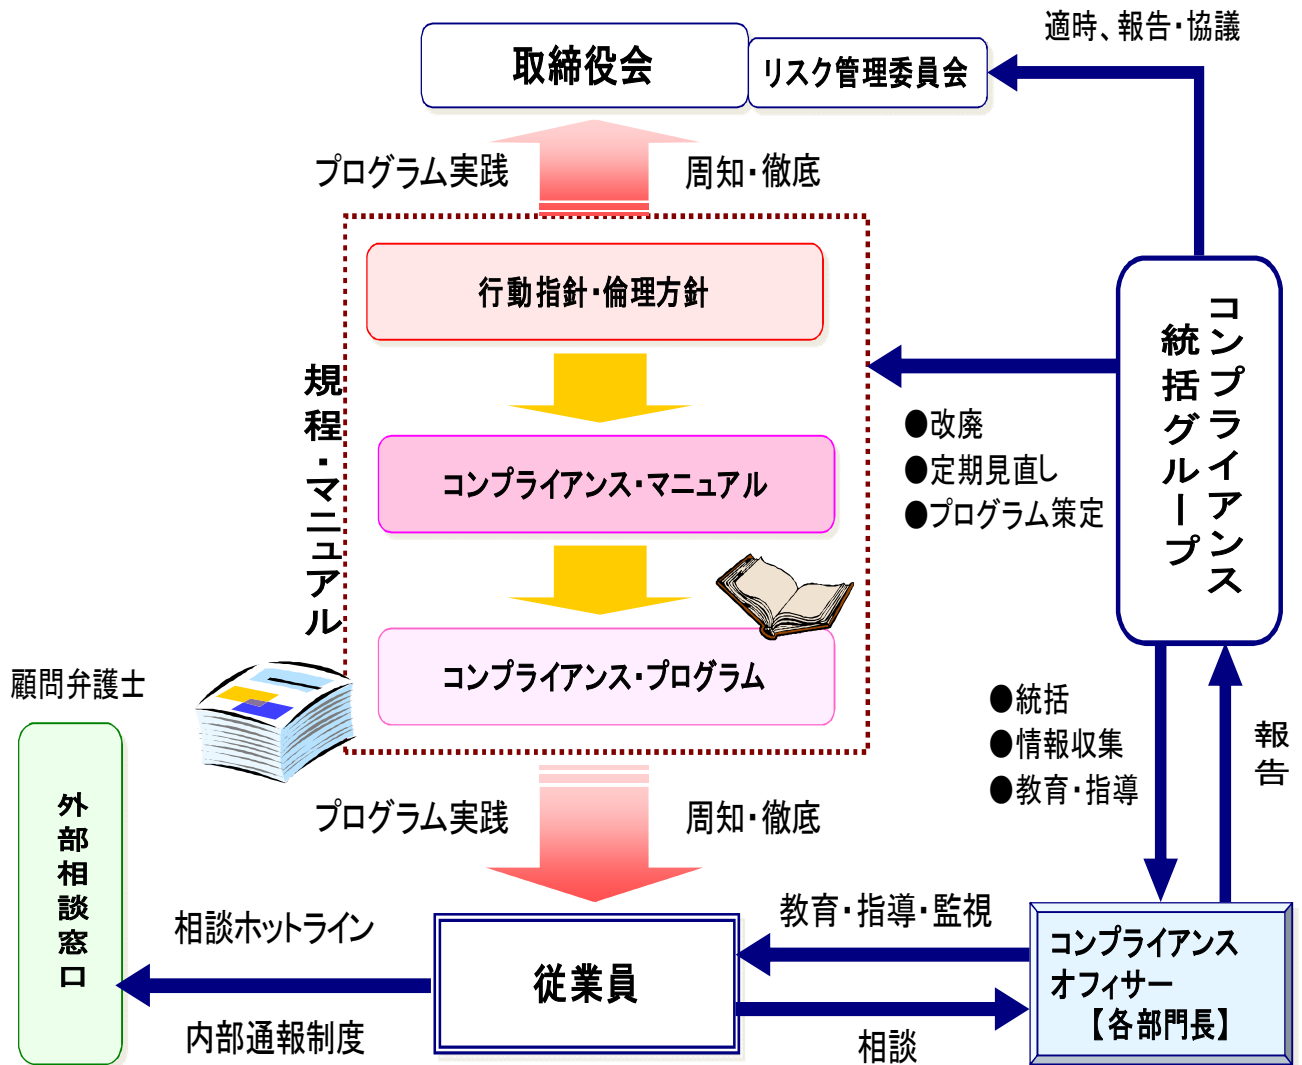 適時、報告・協議
取締役会
リスク管理委員会
プログラム実践
周知・徹底
行動指針・倫理方針
規程・マニュアル
コンプライアンス・マニュアル
コンプライアンス・プログラム
コンプライアンス
統括グループ
●改廃
●定期見直し
●プログラム策定
顧問弁護士
外部相談窓口
●統括
●情報収集
●教育・指導
報告
プログラム実践
周知・徹底
相談ホットライン
内部通報制度
従業員
教育・指導・監視
相談
コンプライアンス
オフィサー
【各部門長】